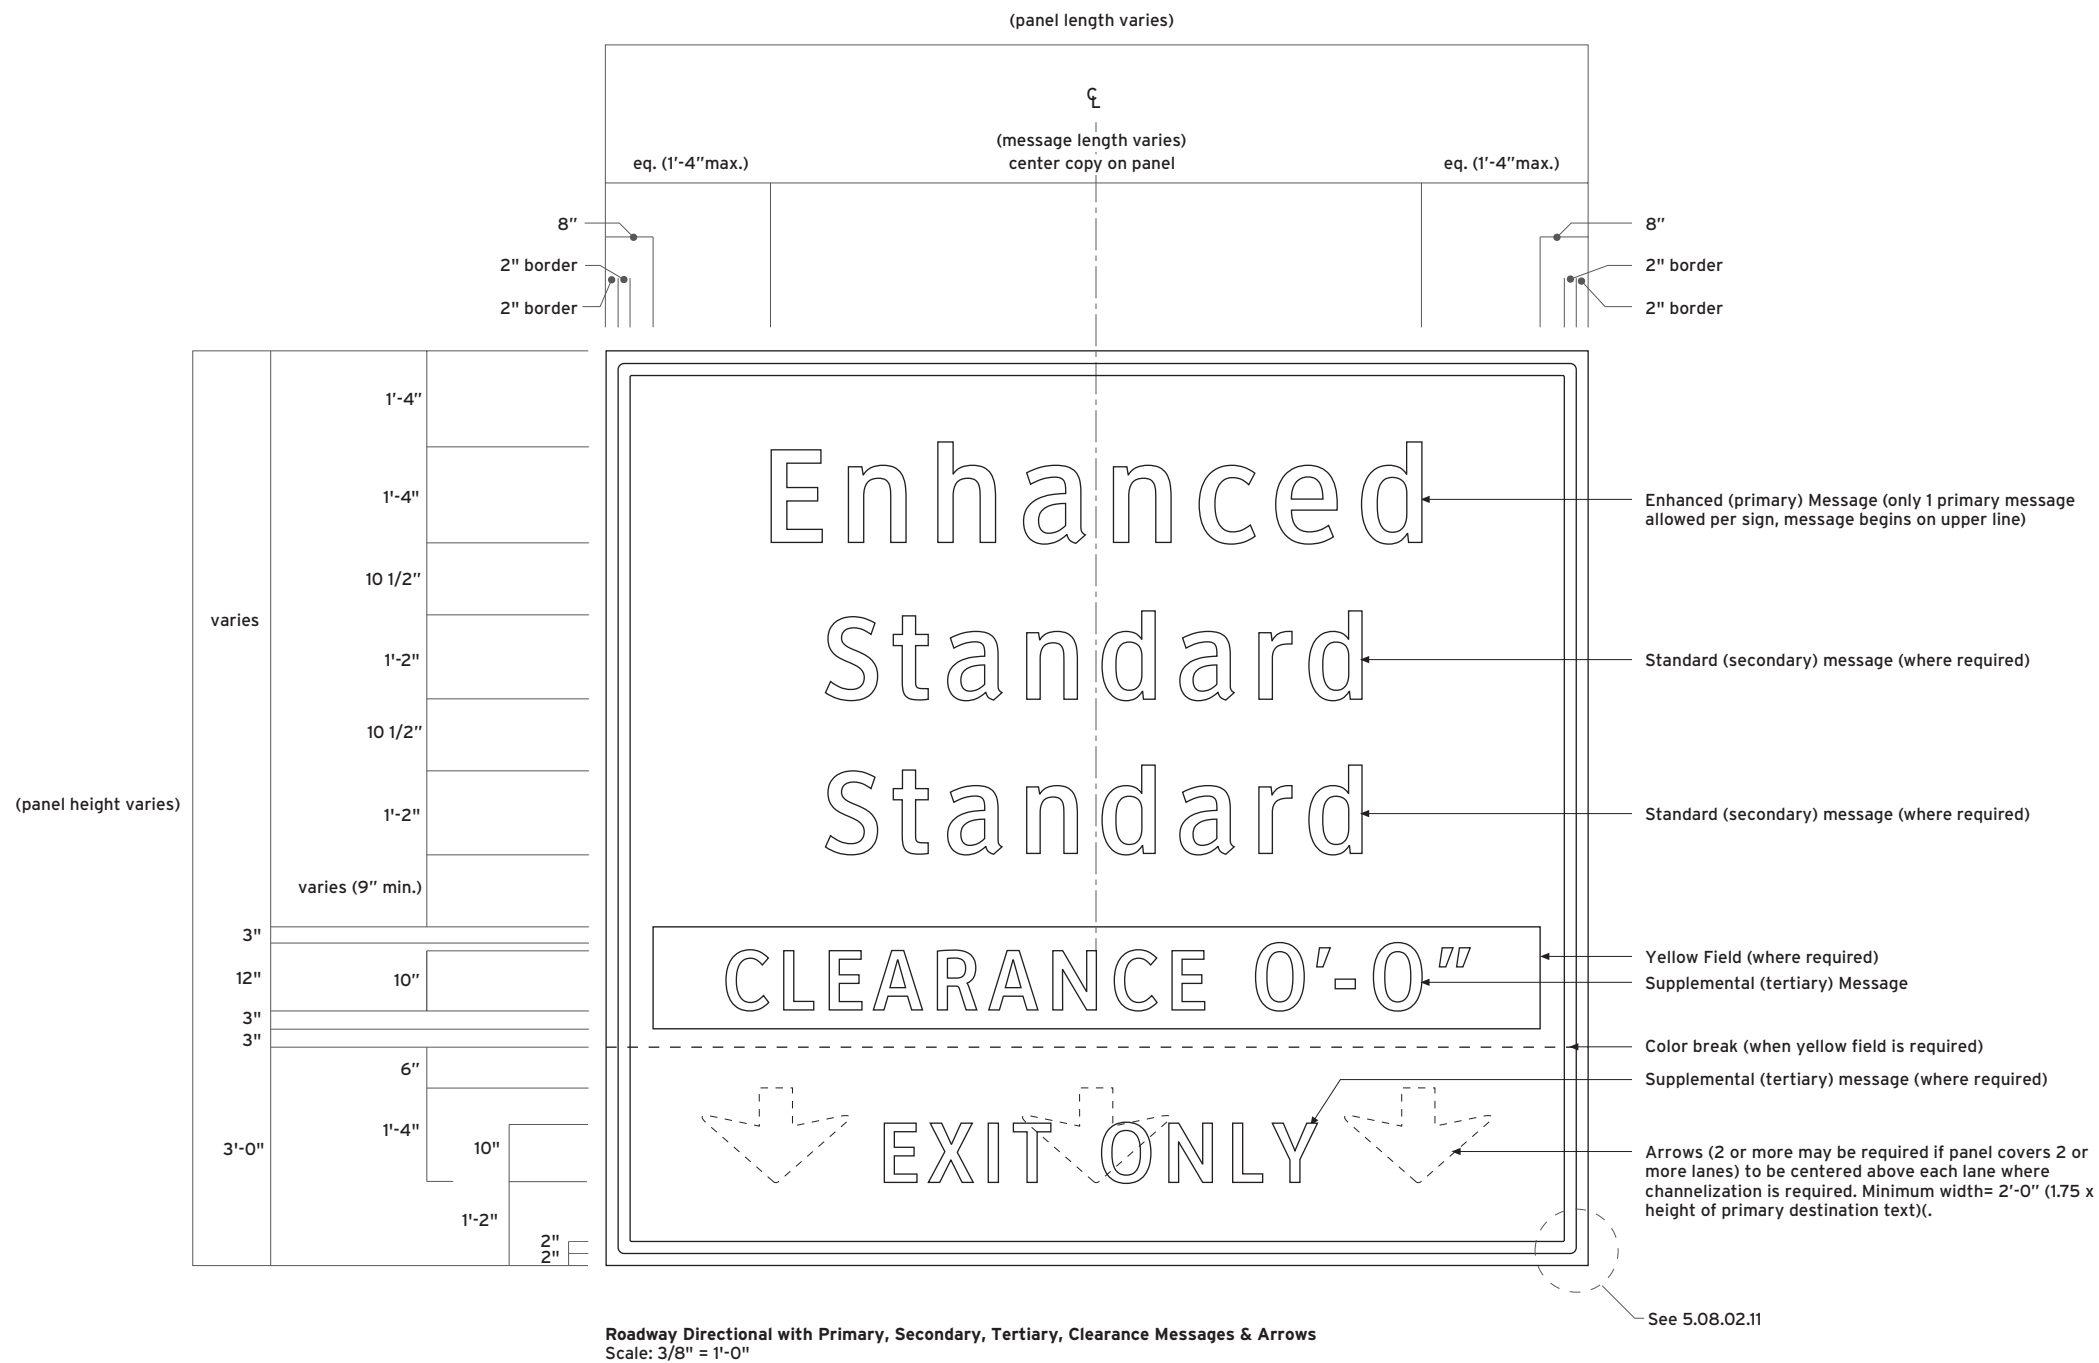 (panel length varies)
℄
(message length varies)
eq. (1’-4”max.)
center copy on panel
eq. (1’-4”max.)
8”
8”
2" border
2" border
2" border
2" border
1’-4”
1'-4"
10 1/2”
varies
1'-2"
10 1/2”
(panel height varies)
1'-2"
varies (9” min.)
3"
12"
10”
3"
3"
6”
1'-4"
3'-0"
10"
1'-2"
2"
2"
Enhanced
Standard
Standard
CLEARANCE 0’-0”
EXIT ONLY
Enhanced (primary) Message (only 1 primary message
allowed per sign, message begins on upper line)
Standard (secondary) message (where required)
Standard (secondary) message (where required)
Yellow Field (where required)
Supplemental (tertiary) Message
Color break (when yellow field is required)
Supplemental (tertiary) message (where required)
Arrows (2 or more may be required if panel covers 2 or
more lanes) to be centered above each lane where
channelization is required. Minimum width= 2’-0” (1.75 x
height of primary destination text)(.
See 5.08.02.11
Roadway Directional with Primary, Secondary, Tertiary, Clearance Messages & Arrows
Scale: 3/8" = 1'-0"